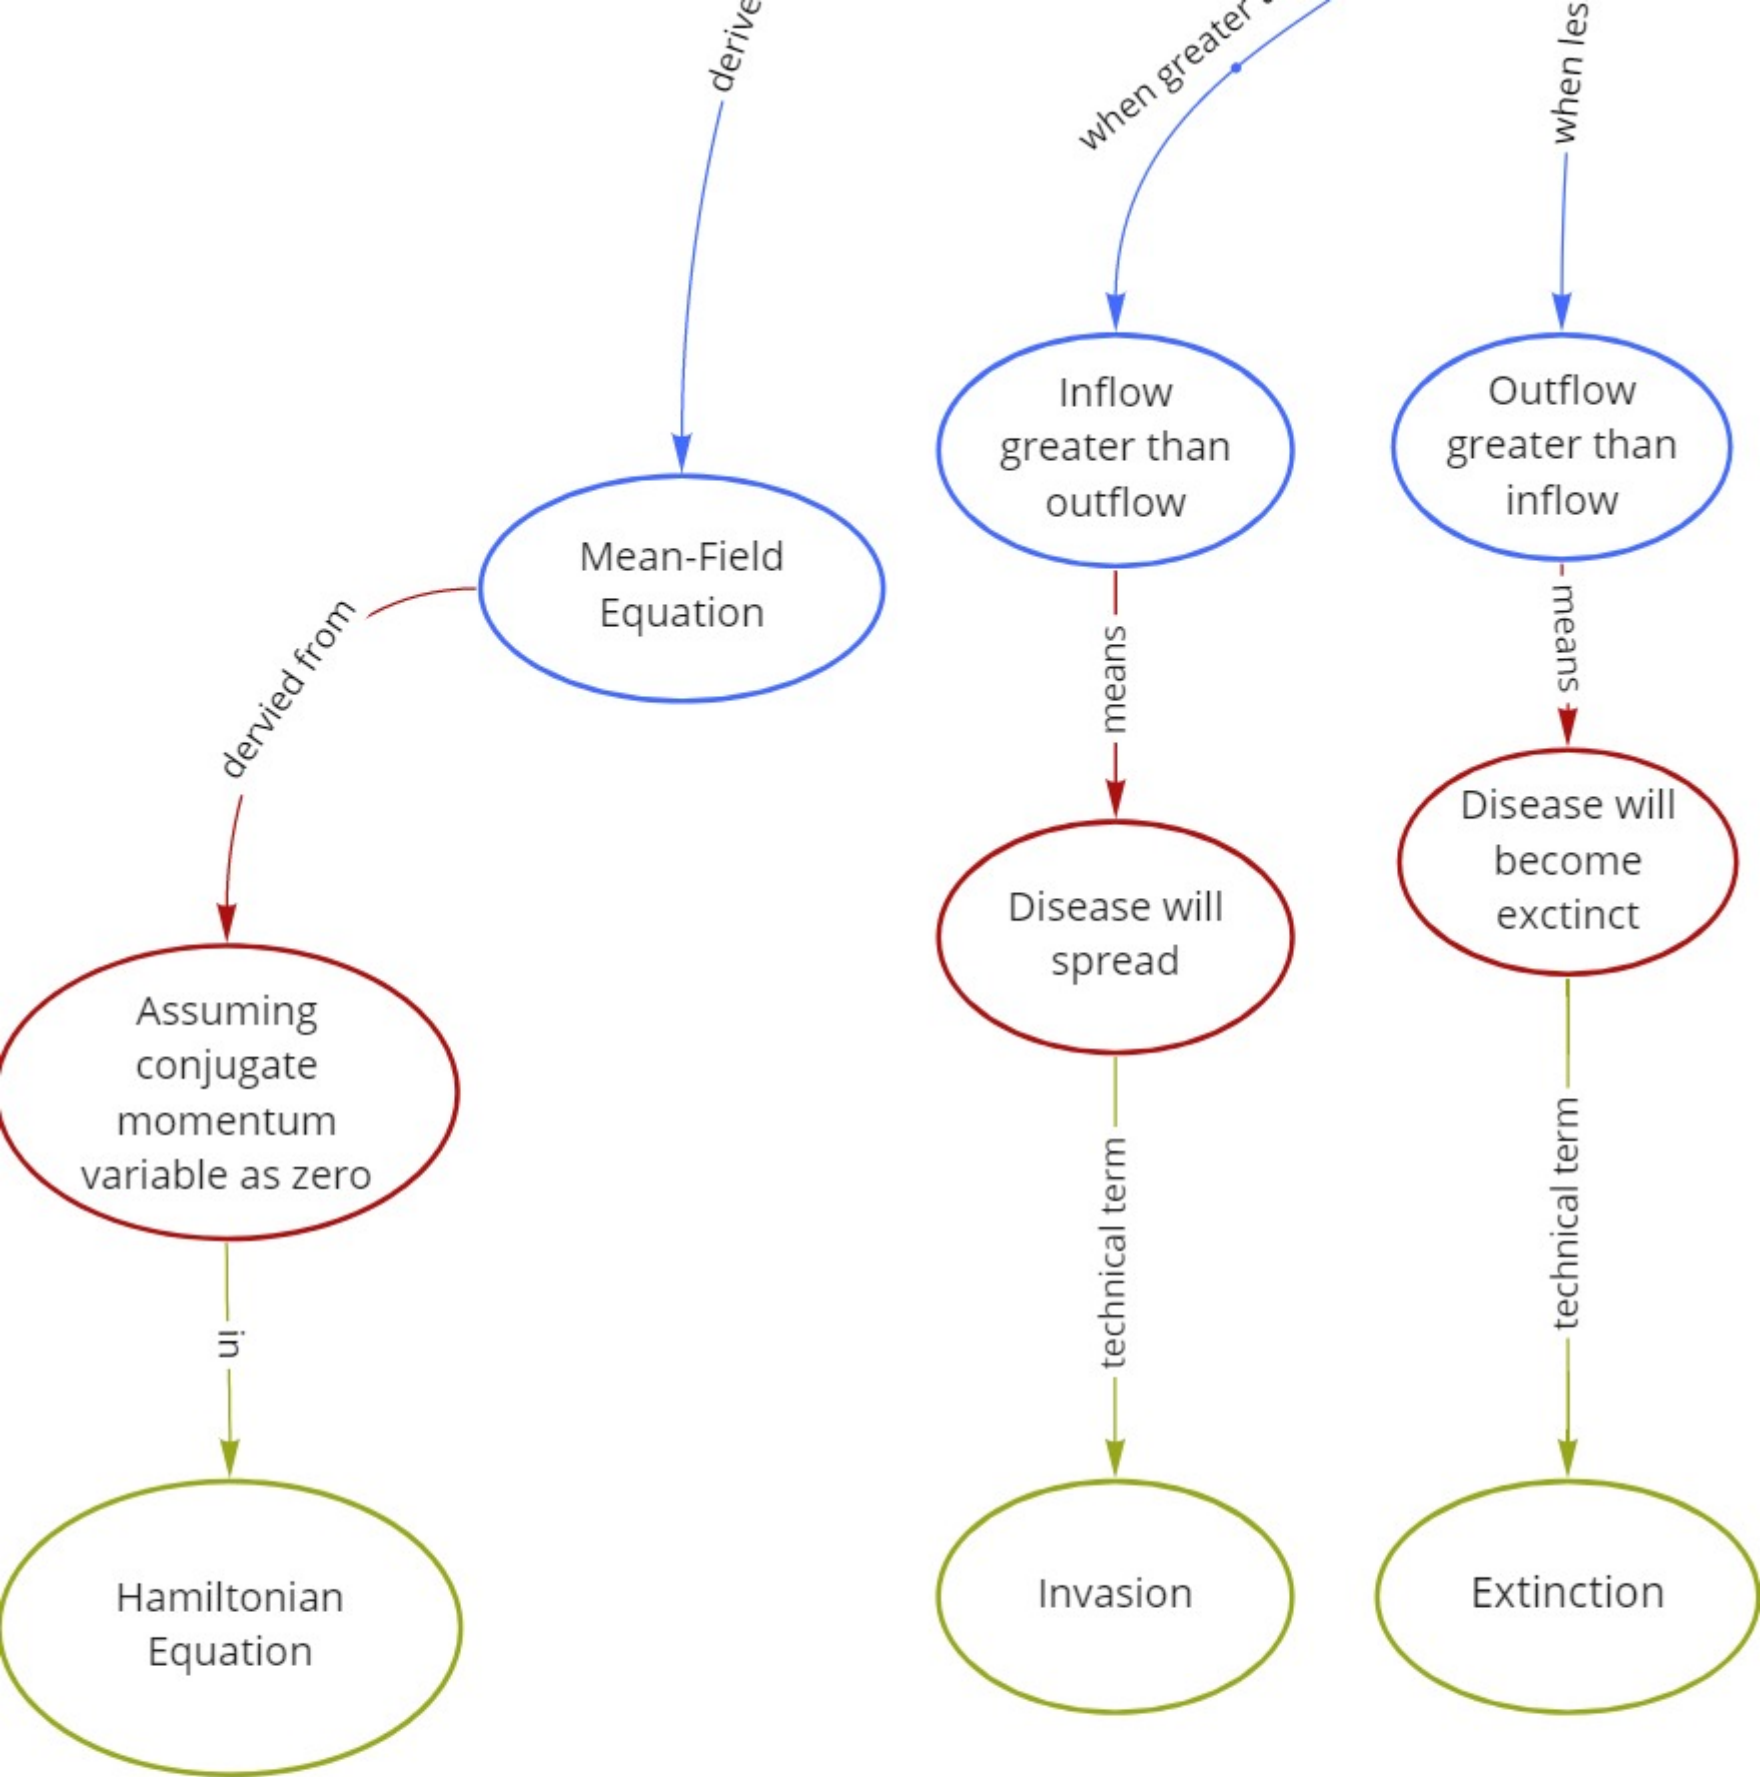 derive
when greater
when les
Inflow
greater than
outflow
Outflow
greater than
inflow
Mean-Field
Equation
dervied from
means
means
Disease will
spread
Disease will
become
exctinct
Assuming
conjugate
momentum
variable as zero
in
technical term
technical term
Hamiltonian
Equation
Invasion
Extinction